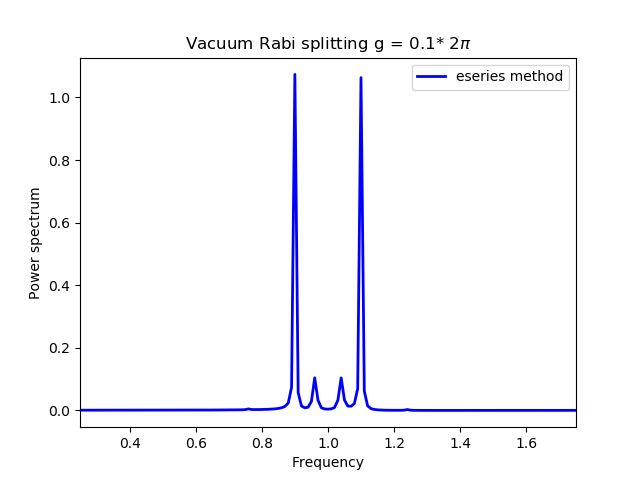 Vacuum Rabi splitting g = 0.1* 2π
eseries method
Power spectrum
1.0
0.8
0.6
0.4
0.2
0.0
0.4 0.6 0.8 1.0 1.2 1.4 1.6
Frequency